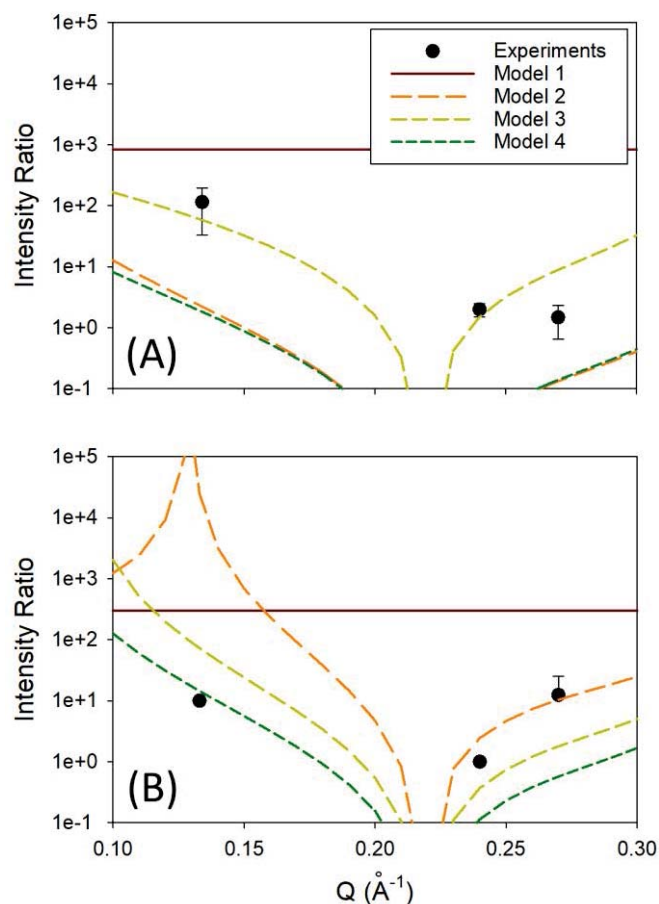 1e+5
1e+4
1e+3
1e+2
1e+1
1e+0
1e-1
Intensity Ratio
Experiments
Model 1
Model 2
Model 3
Model 4
(A)
1e+5
1e+4
1e+3
1e+2
1e+1
1e+0
1e-1
Intensity Ratio
(B)
0.10 0.15 0.20 0.25 0.30
Q (Å⁻¹)